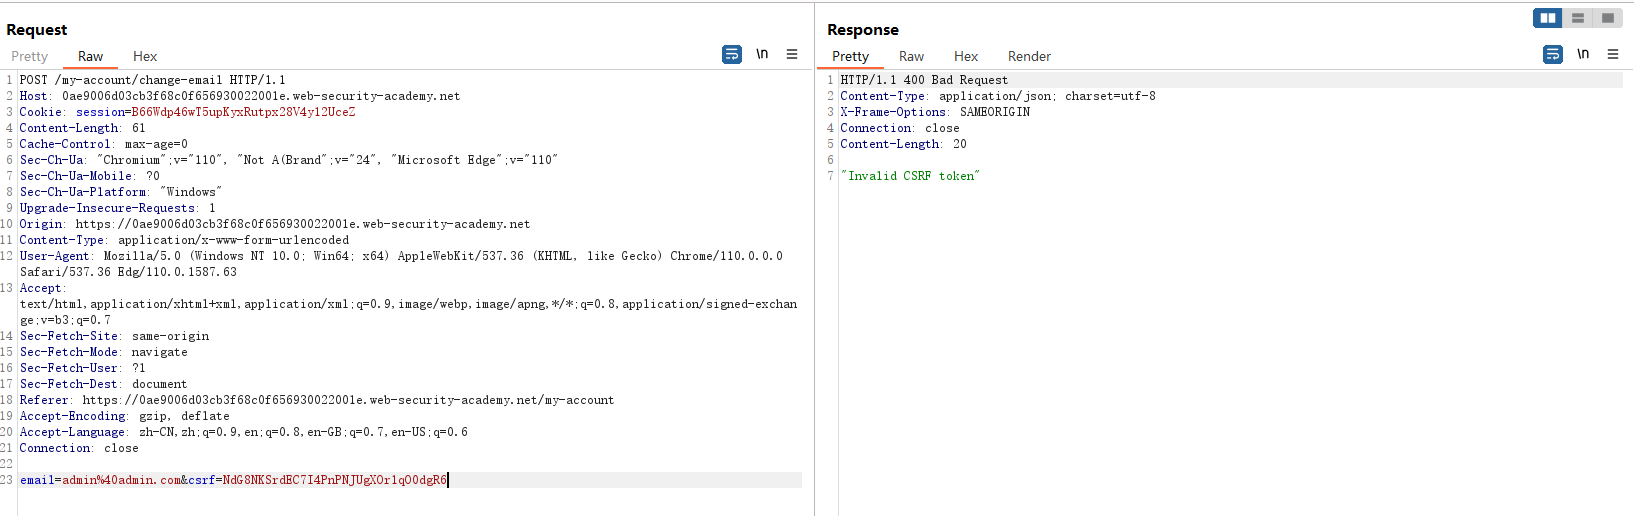 Request
Pretty Raw Hex
\n
1 POST /my-account/change-email HTTP/1.1
2 Host: 0ae9006d03cb3f68c0f656930022001e.web-security-academy.net
3 Cookie: session=B66Wdp46wT5upKyxRutpx28V4y12UceZ
4 Content-Length: 61
5 Cache-Control: max-age=0
6 Sec-Ch-Ua: "Chromium";v="110", "Not A(Brand";v="24", "Microsoft Edge";v="110"
7 Sec-Ch-Ua-Mobile: ?0
8 Sec-Ch-Ua-Platform: "Windows"
9 Upgrade-Insecure-Requests: 1
10 Origin: https://0ae9006d03cb3f68c0f656930022001e.web-security-academy.net
11 Content-Type: application/x-www-form-urlencoded
12 User-Agent: Mozilla/5.0 (Windows NT 10.0; Win64; x64) AppleWebKit/537.36 (KHTML, like Gecko) Chrome/110.0.0.0
Safari/537.36 Edg/110.0.1587.63
13 Accept:
text/html,application/xhtml+xml,application/xml;q=0.9,image/webp,image/apng,*/*;q=0.8,application/signed-exchan
ge;v=b3;q=0.7
14 Sec-Fetch-Site: same-origin
15 Sec-Fetch-Mode: navigate
16 Sec-Fetch-User: ?1
17 Sec-Fetch-Dest: document
18 Referer: https://0ae9006d03cb3f68c0f656930022001e.web-security-academy.net/my-account
19 Accept-Encoding: gzip, deflate
20 Accept-Language: zh-CN,zh;q=0.9,en;q=0.8,en-GB;q=0.7,en-US;q=0.6
21 Connection: close
22
23 email=admin%40admin.com&csrf=NdG8NKSrdEC7I4PnPNJUgXOr1qO0dgR6
Response
Pretty Raw Hex Render
\n
1 HTTP/1.1 400 Bad Request
2 Content-Type: application/json; charset=utf-8
3 X-Frame-Options: SAMEORIGIN
4 Connection: close
5 Content-Length: 20
6
7 "Invalid CSRF token"